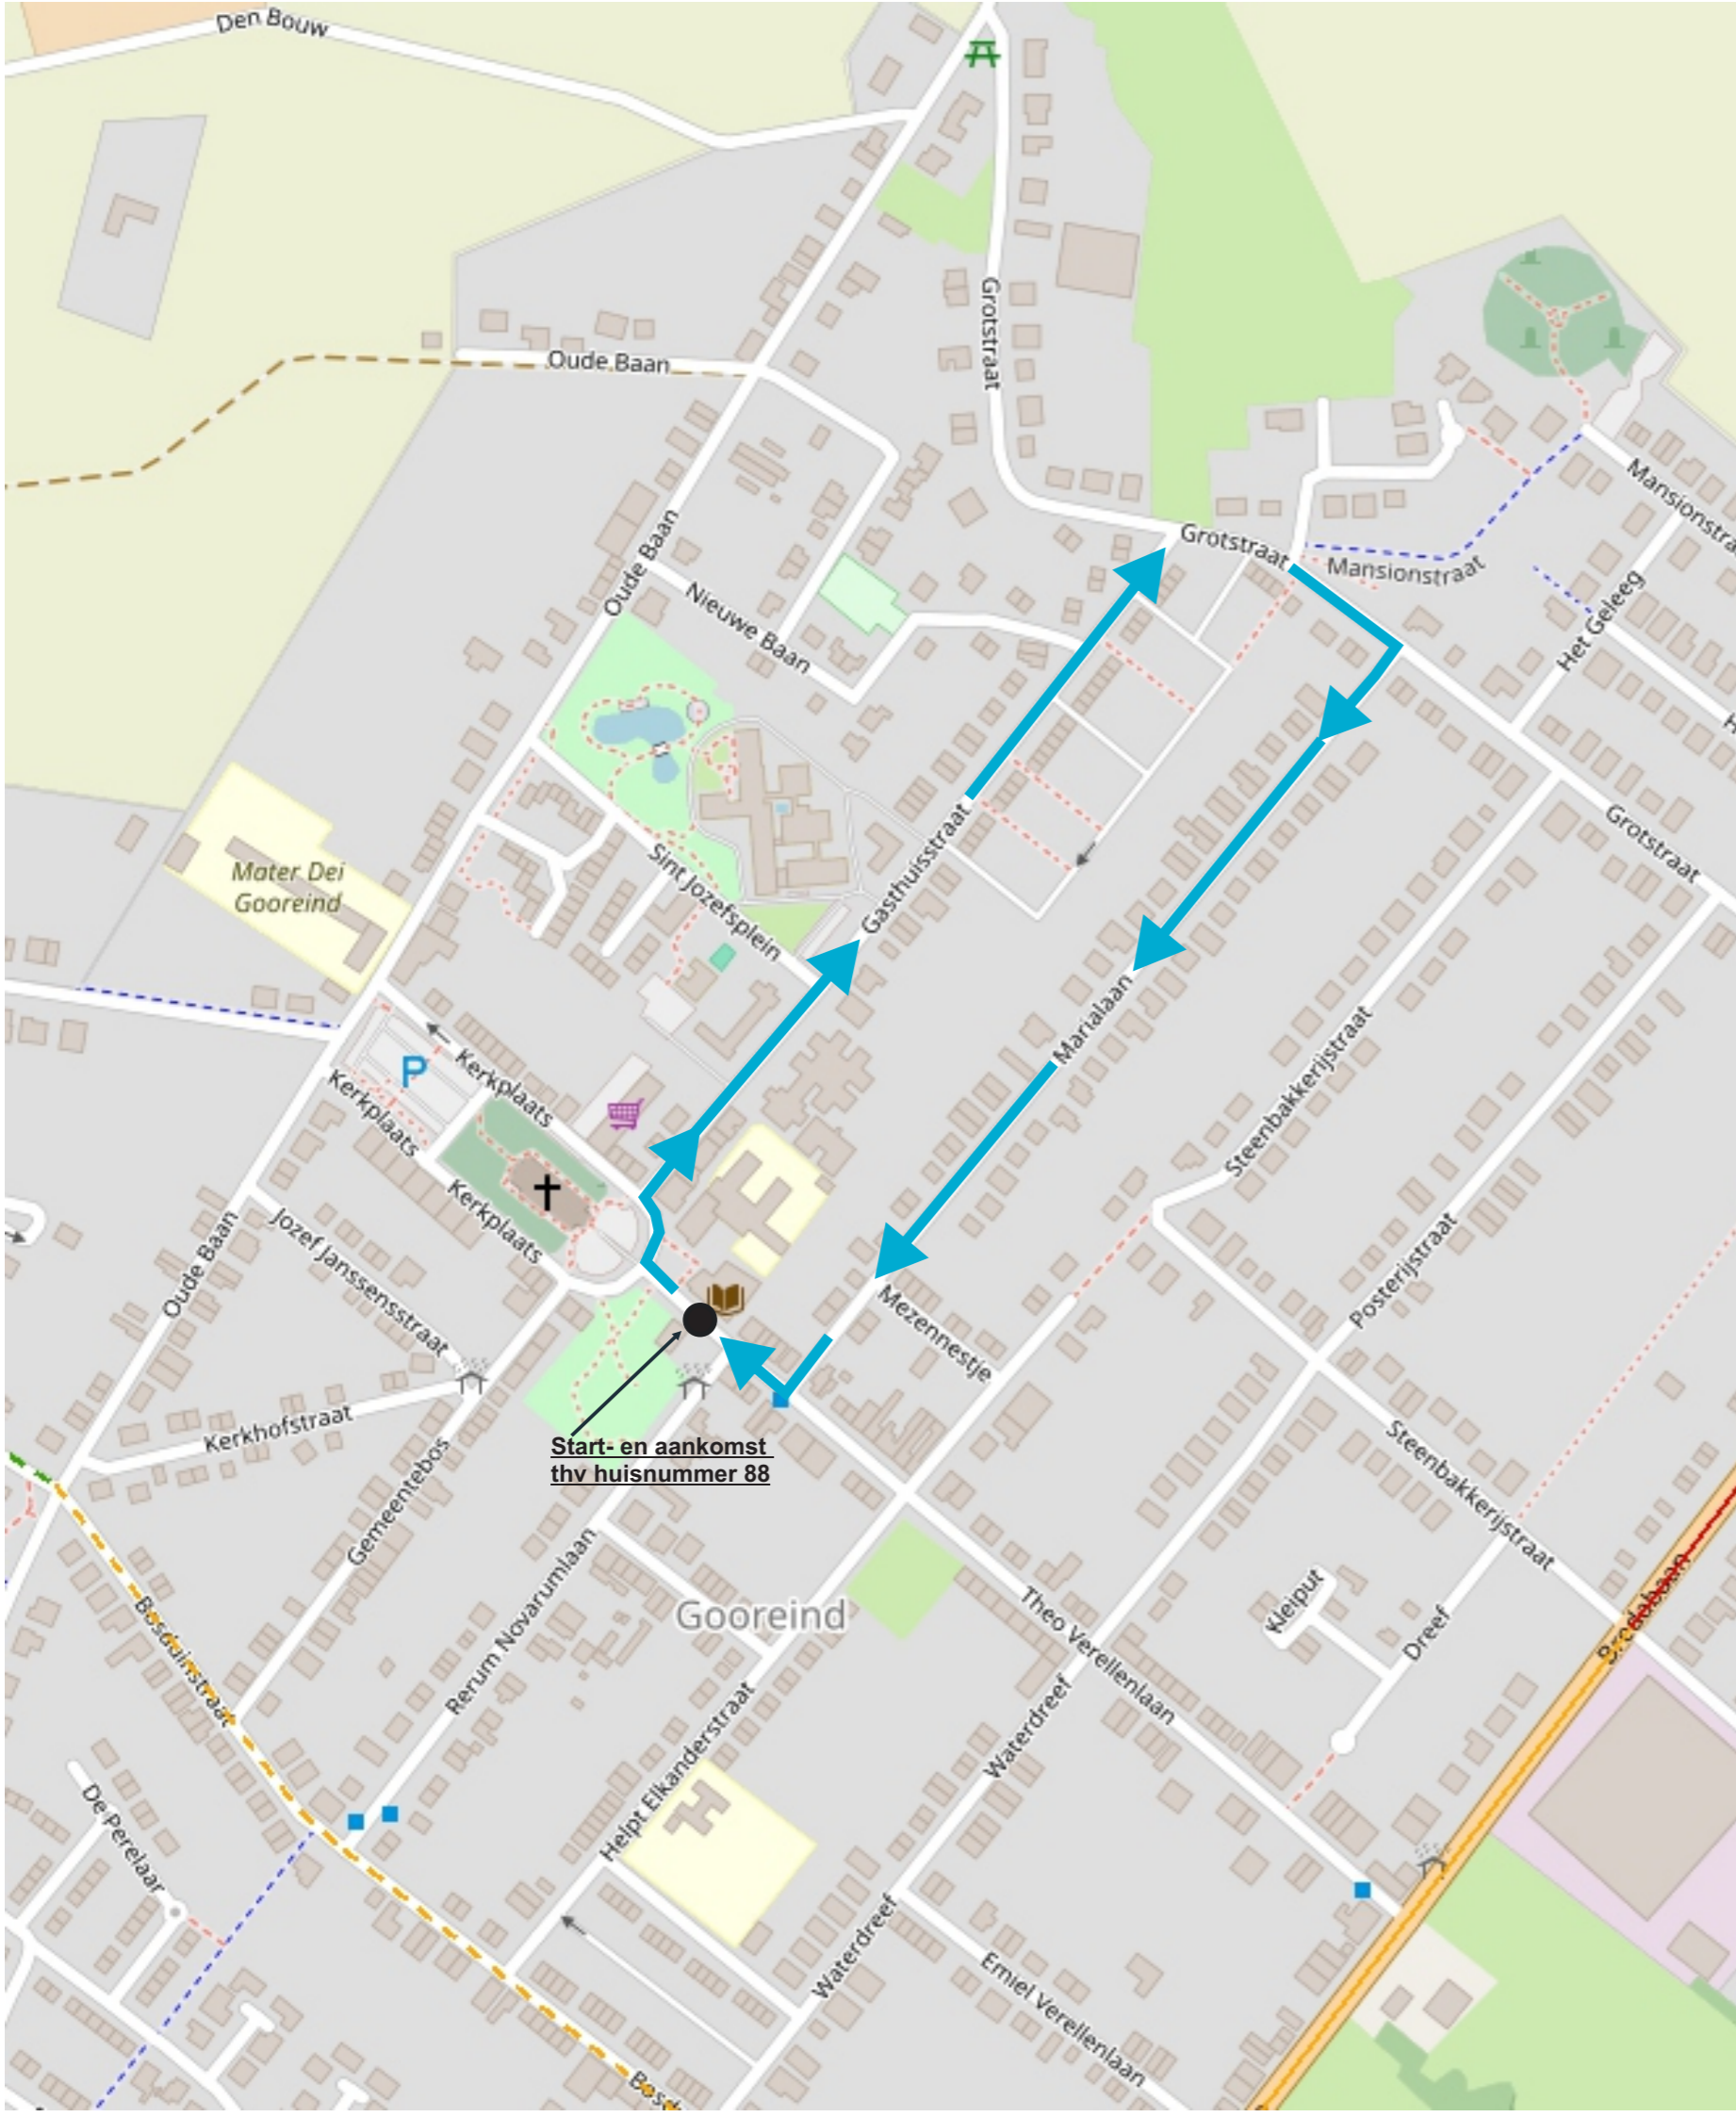 Den Bouw
Grotstraat
Oude Baan
Mansionstra
Oude Baan
Grotstraat
Mansionstraat
Nieuwe Baan
Het Geleeg
H
Grotstraat
Mater Dei
Gooreind
Sint Jozefsplein
Gasthuisstraat
Marialaan
P
Kerkplaats
Kerkplaats
Kerkplaats
Steenbakkerijstraat
Oude Baan
Jozef Janssensstraat
Mezennestje
Posterijstraat
Start- en aankomst
thv huisnummer 88
Kerkhofstraat
Gemeentebos
Steenbakkerijstraat
Rerum Novarumlaan
Gooreind
Theo Verellenlaan
Kleiput
Dreef
Bredabaan
Bosduinstraat
Waterdreef
Helpt Elkanderstraat
De Perelaar
Waterdreef
Emiel Verellenlaan